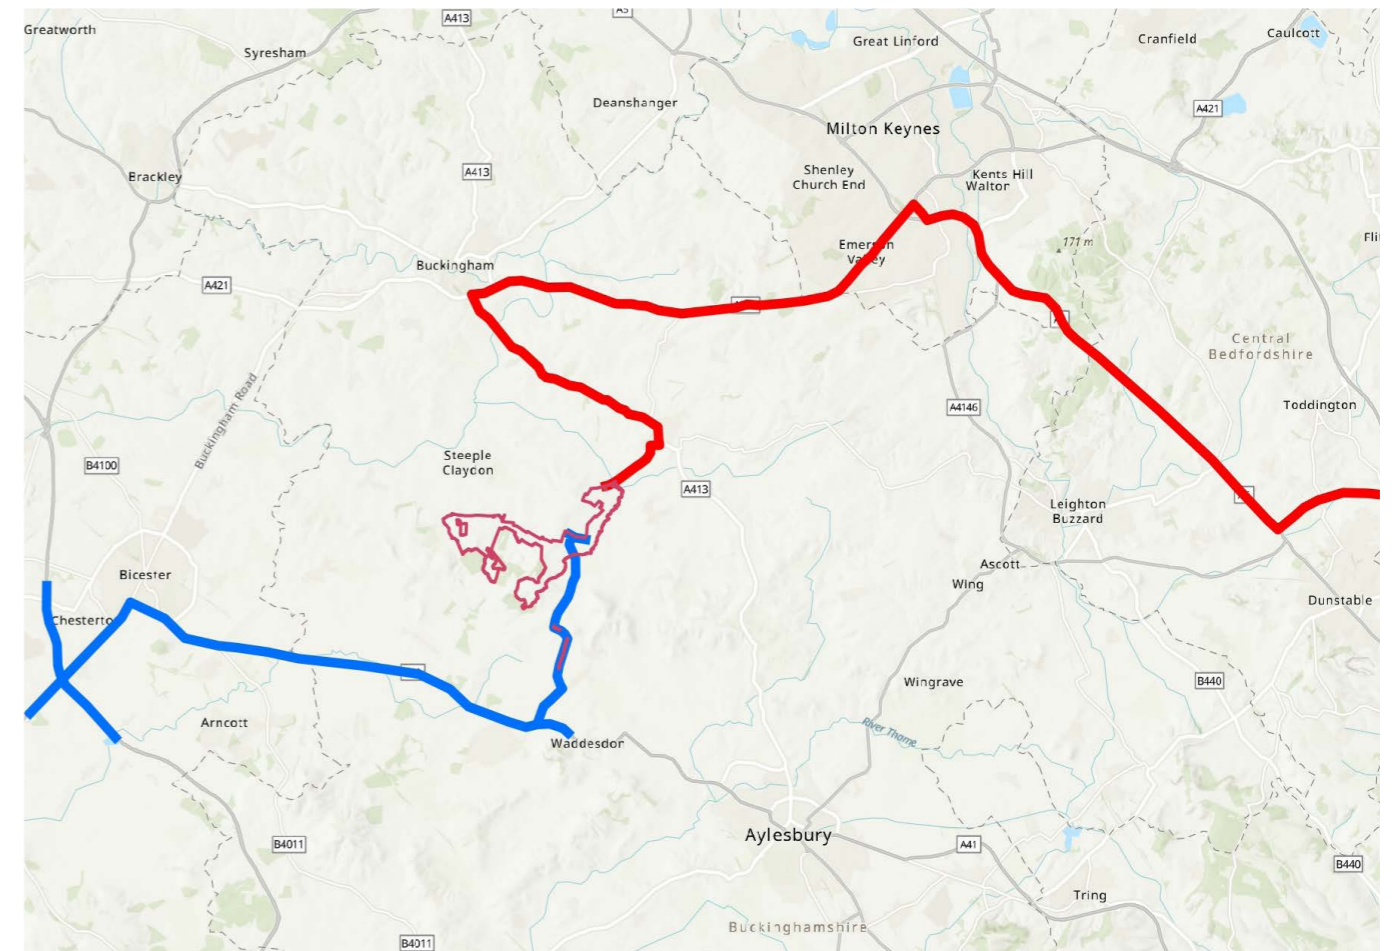 A413
A5
Greatworth
Syresham
Great Linford
Cranfield
Caulcott
Deanshanger
A421
Milton Keynes
Brackley
A413
Shenley
Church End
Kents Hill
Walton
171 m
Emerson
Valley
Buckingham
A421
Central
Bedfordshire
Buckingham Road
A4146
Toddington
Steeple
Claydon
B4100
A413
Leighton
Buzzard
Bicester
Ascott
Wing
Dunstable
Wingrave
B440
Arncott
River Thame
Waddesdon
Aylesbury
B4011
A41
B440
Tring
Buckinghamshire
B4011